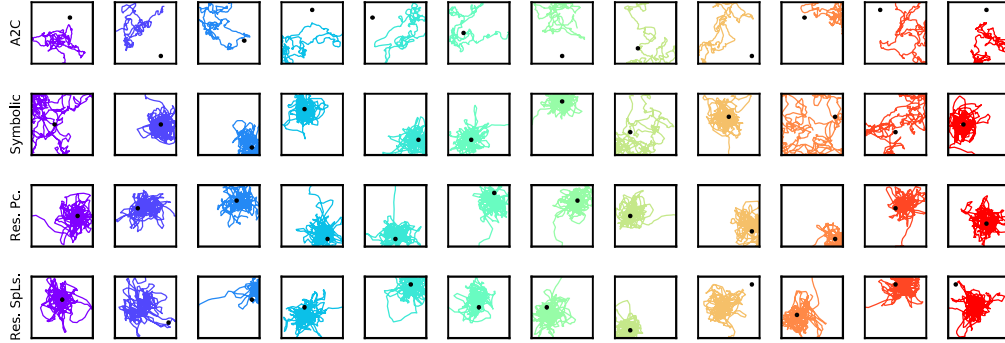 A2C
Symbolic
Res. Pc.
Res. SpLs.